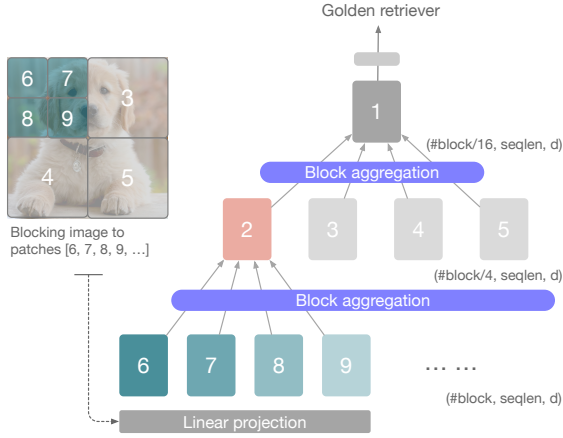 Golden retriever
6 7
3
8 9
4 5
Blocking image to
patches [6, 7, 8, 9, ...]
1
(#block/16, seqlen, d)
Block aggregation
2 3 4 5
(#block/4, seqlen, d)
Block aggregation
6 7 8 9 ... ...
(#block, seqlen, d)
Linear projection